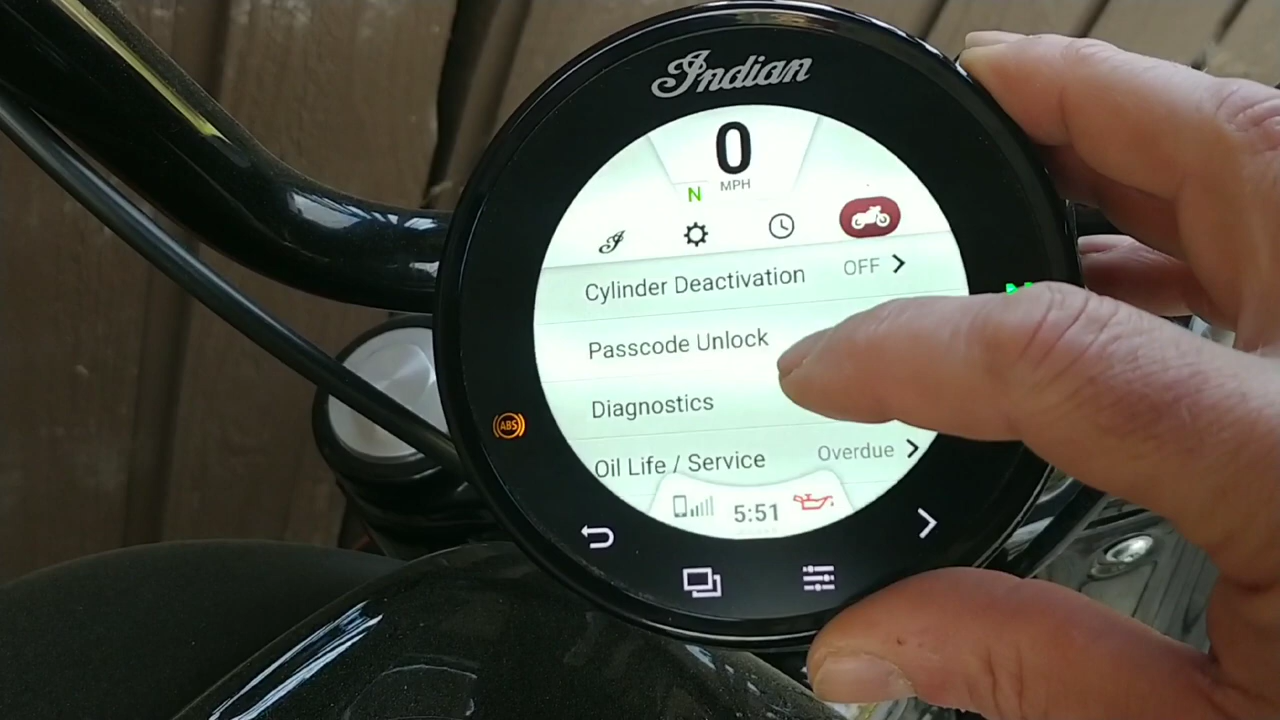 Indian
0
MPH
N
Cylinder Deactivation OFF
Passcode Unlock
Diagnostics
Oil Life / Service Overdue
5:51
ABS